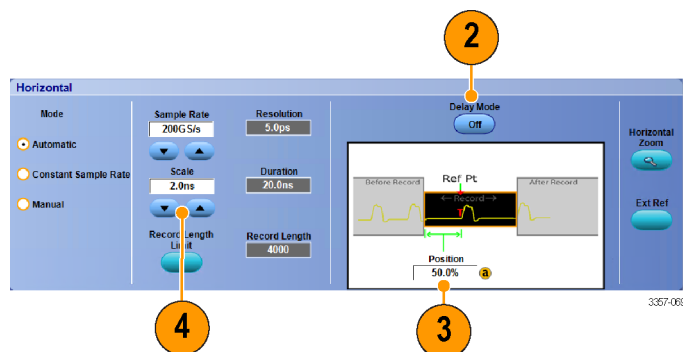 2
Horizontal
Mode
Automatic
Constant Sample Rate
Manual
Sample Rate
200GS/s
Scale
2.0ns
Record Length
Limit
Resolution
5.0ps
Duration
20.0ns
Record Length
4000
Delay Mode
Off
Before Record
Ref Pt
Record
After Record
T
Position
50.0%
a
Horizontal
Zoom
Ext Ref
3357-069
4
3